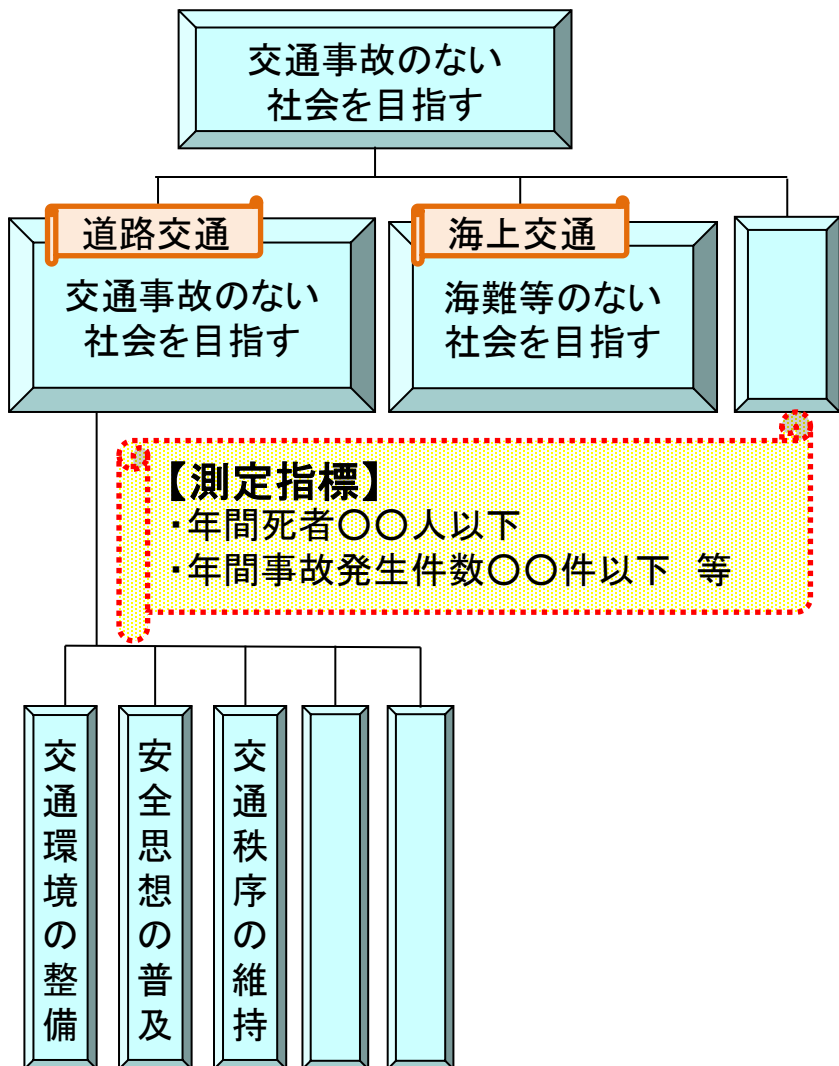 交通事故のない
社会を目指す
道路交通
交通事故のない
社会を目指す
海上交通
海難等のない
社会を目指す
【測定指標】
・年間死者〇〇人以下
・年間事故発生件数〇〇件以下　等
交通環境の整備
安全思想の普及
交通秩序の維持